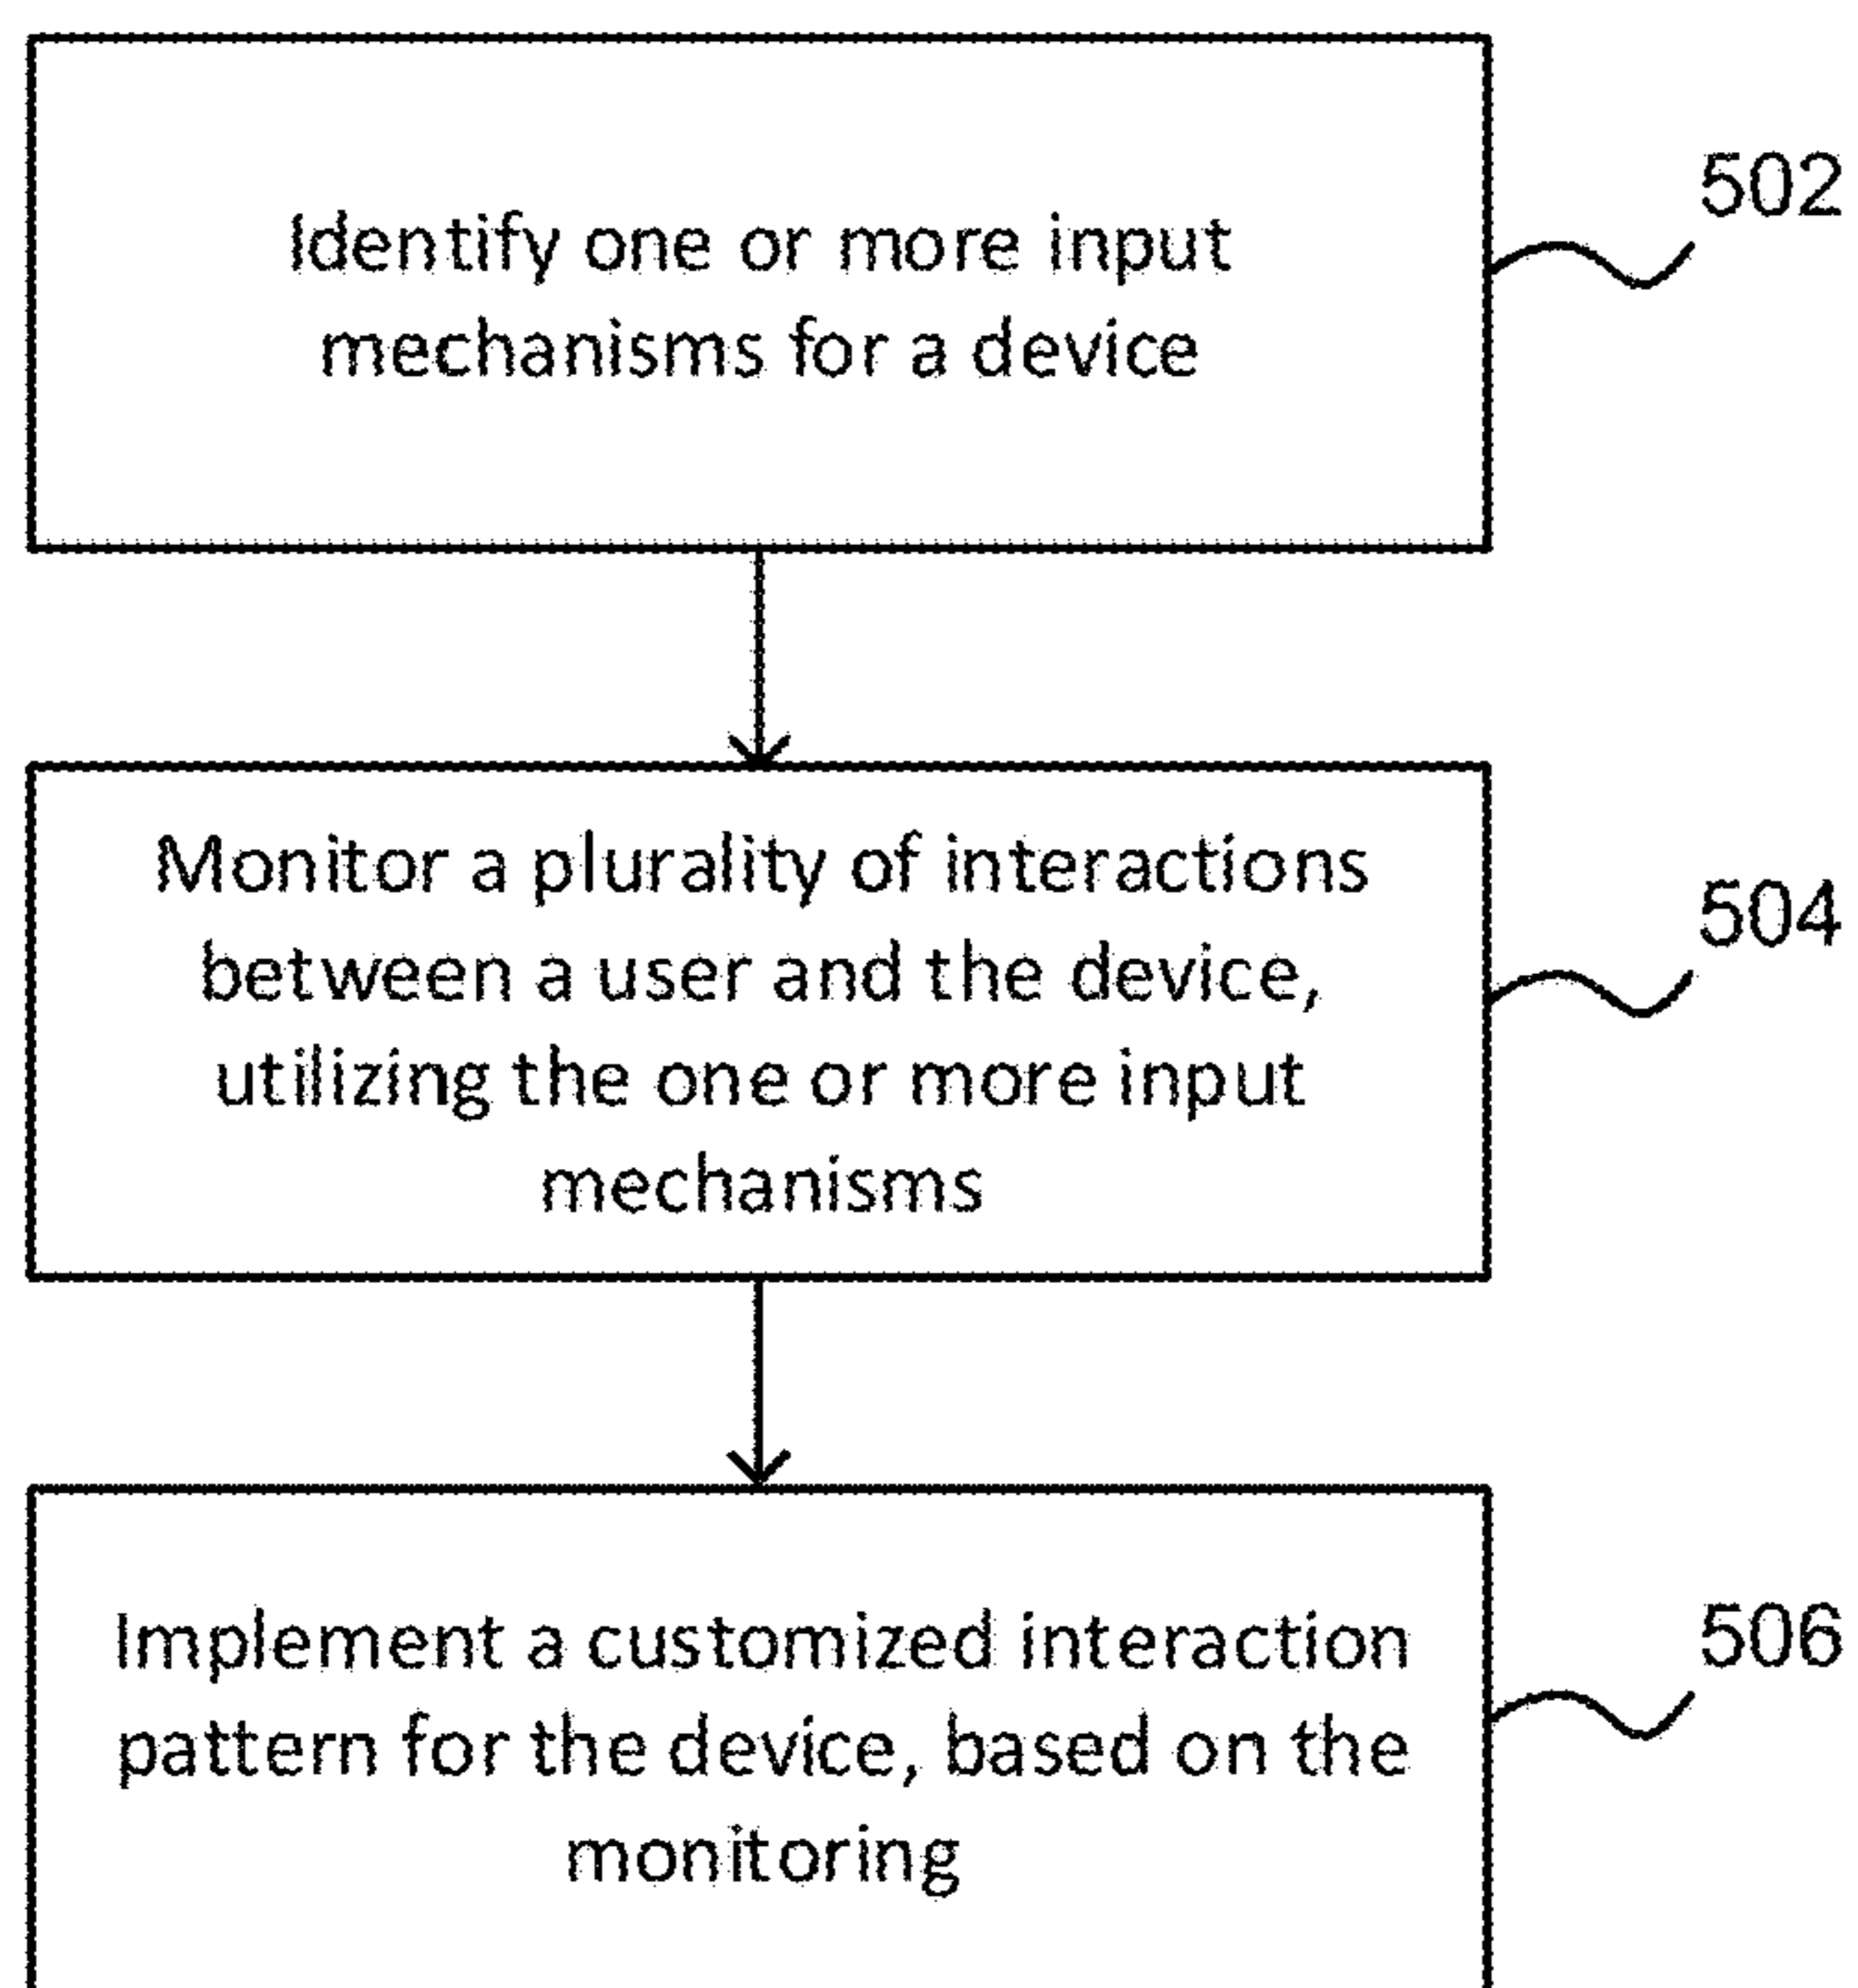 Identify one or more input
mechanisms for a device
502
Monitor a plurality of interactions
between a user and the device,
utilizing the one or more input
mechanisms
504
Implement a customized interaction
pattern for the device, based on the
monitoring
506